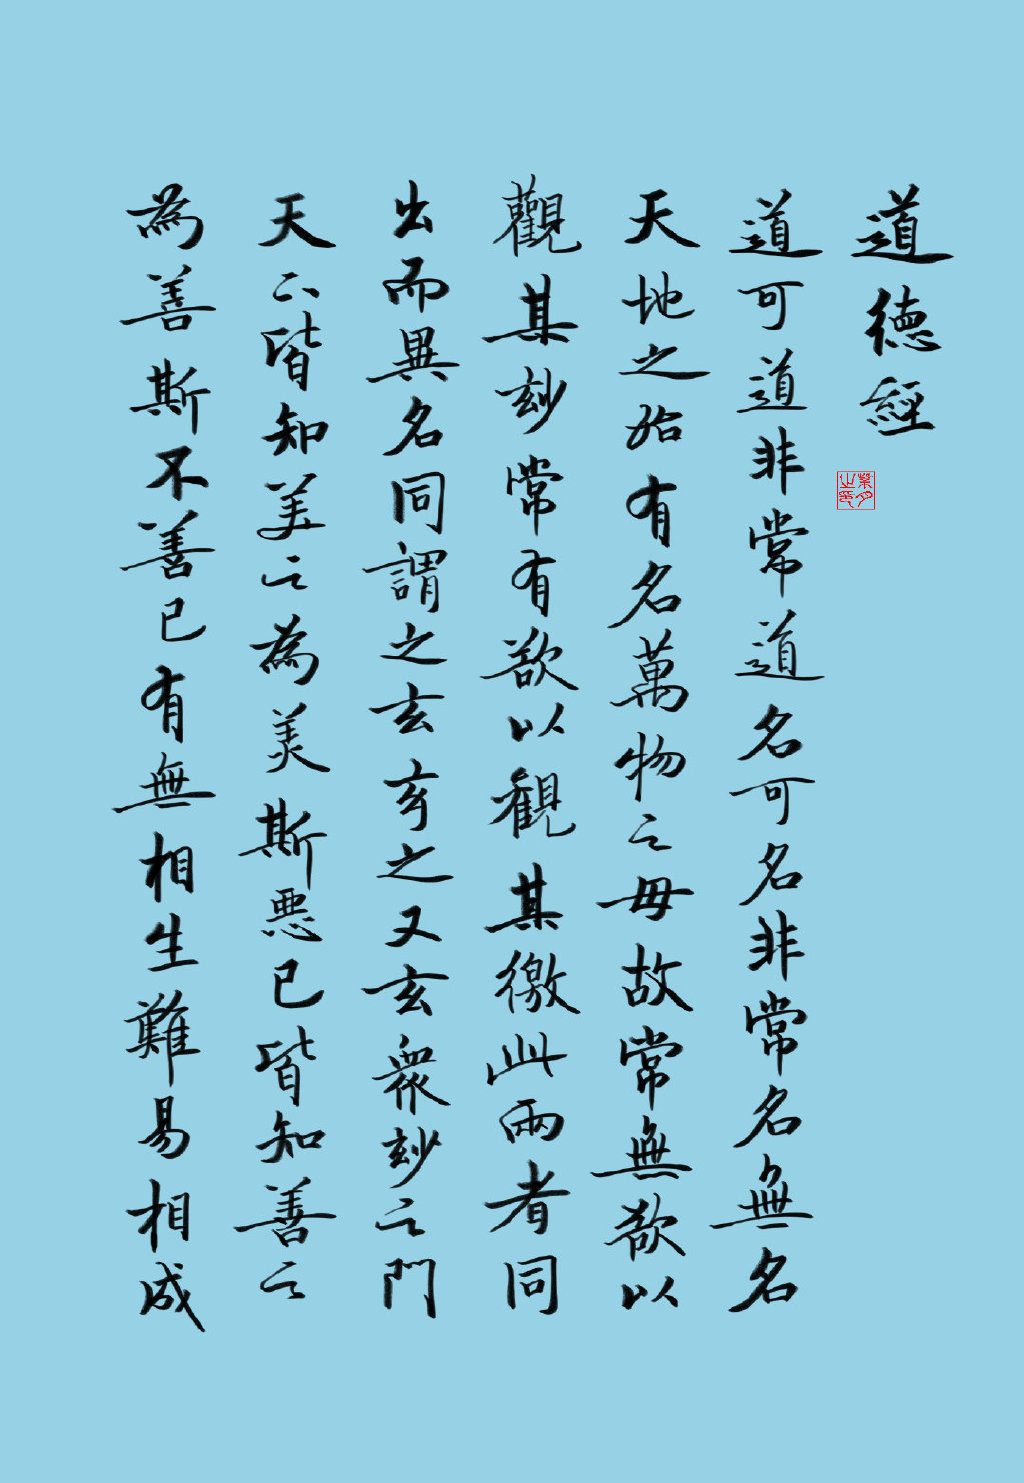 道德經
道可道非常道名可名非常名無名
天地之始有名萬物之母故常無欲以
觀其玅常有欲以觀其徼此兩者同
出而異名同謂之玄玄之又玄眾玅之門
天下皆知美之為美斯悪已皆知善之
為善斯不善已有無相生難易相成